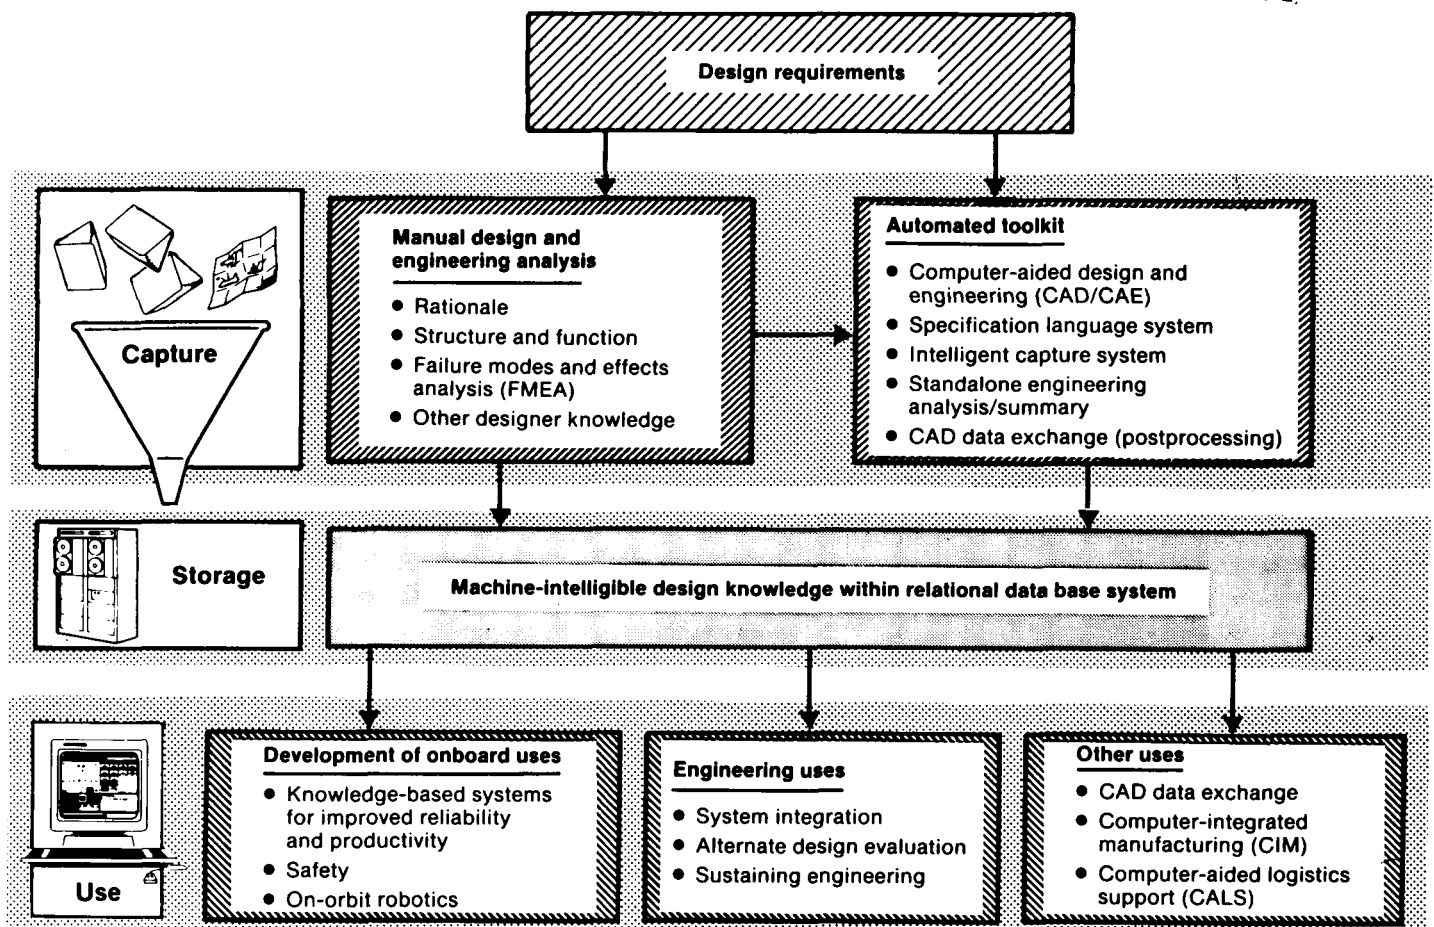 Design requirements
Capture
Manual design and
engineering analysis
● Rationale
● Structure and function
● Failure modes and effects
analysis (FMEA)
● Other designer knowledge
Automated toolkit
● Computer-aided design and
engineering (CAD/CAE)
● Specification language system
● Intelligent capture system
● Standalone engineering
analysis/summary
● CAD data exchange (postprocessing)
Storage
Machine-intelligible design knowledge within relational data base system
Use
Development of onboard uses
● Knowledge-based systems
for improved reliability
and productivity
● Safety
● On-orbit robotics
Engineering uses
● System integration
● Alternate design evaluation
● Sustaining engineering
Other uses
● CAD data exchange
● Computer-integrated
manufacturing (CIM)
● Computer-aided logistics
support (CALS)